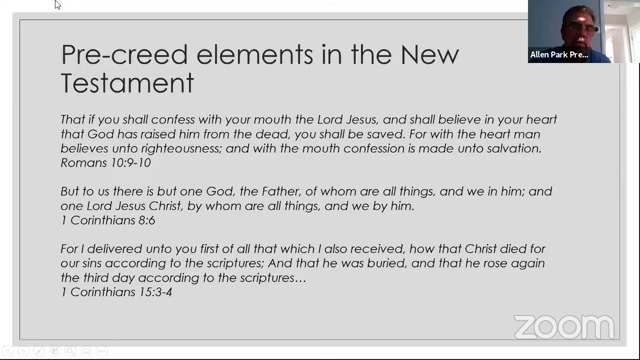 Pre-creed elements in the New
Testament
Allen Park Pre...
That if you shall confess with your mouth the Lord Jesus, and shall believe in your heart
that God has raised him from the dead, you shall be saved. For with the heart man
believes unto righteousness; and with the mouth confession is made unto salvation.
Romans 10:9-10
But to us there is but one God, the Father, of whom are all things, and we in him; and
one Lord Jesus Christ, by whom are all things, and we by him.
1 Corinthians 8:6
For I delivered unto you first of all that which I also received, how that Christ died for
our sins according to the scriptures; And that he was buried, and that he rose again
the third day according to the scriptures…
1 Corinthians 15:3-4
zoom